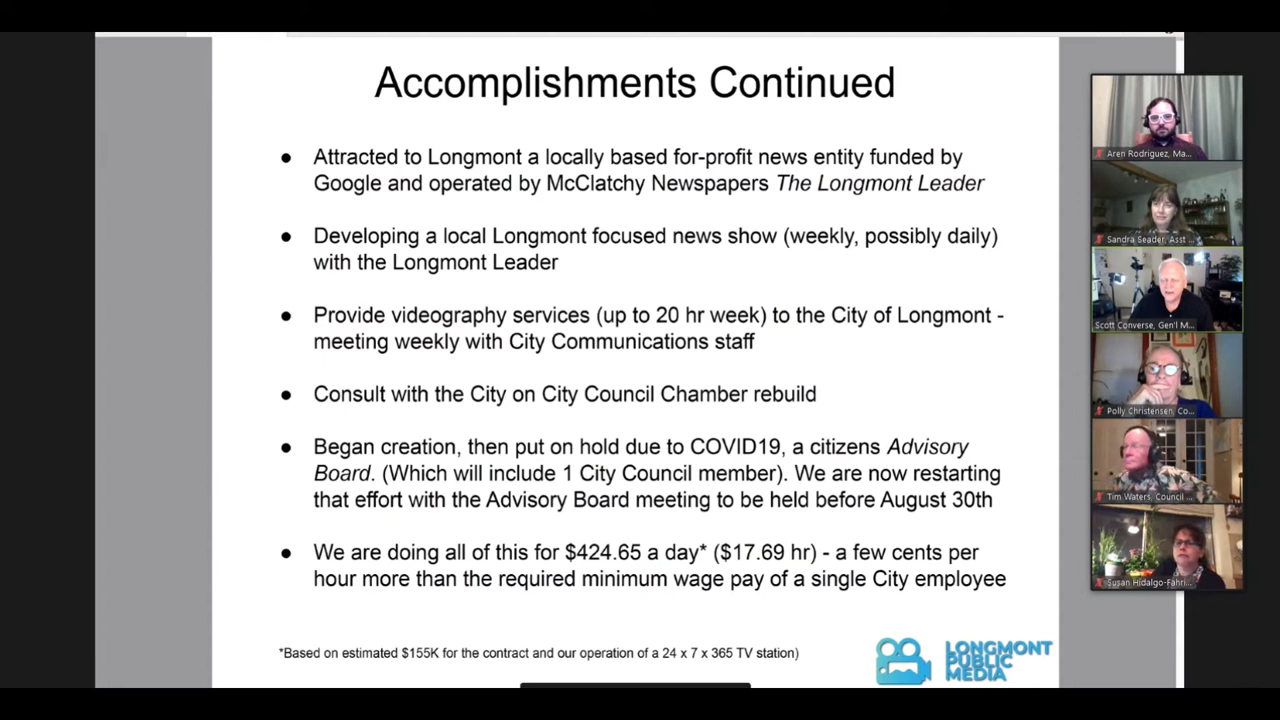 Accomplishments Continued
● Attracted to Longmont a locally based for-profit news entity funded by
Google and operated by McClatchy Newspapers The Longmont Leader
● Developing a local Longmont focused news show (weekly, possibly daily)
with the Longmont Leader
● Provide videography services (up to 20 hr week) to the City of Longmont -
meeting weekly with City Communications staff
● Consult with the City on City Council Chamber rebuild
● Began creation, then put on hold due to COVID19, a citizens Advisory
Board. (Which will include 1 City Council member). We are now restarting
that effort with the Advisory Board meeting to be held before August 30th
● We are doing all of this for $424.65 a day* ($17.69 hr) - a few cents per
hour more than the required minimum wage pay of a single City employee
*Based on estimated $155K for the contract and our operation of a 24 x 7 x 365 TV station)
LONGMONT
PUBLIC
MEDIA
Aren Rodriguez, Ma...
Sandra Seader, Asst ...
Scott Converse, Gen'l M...
Polly Christensen, Co...
Tim Waters, Council ...
Susan Hidalgo-Fahri...